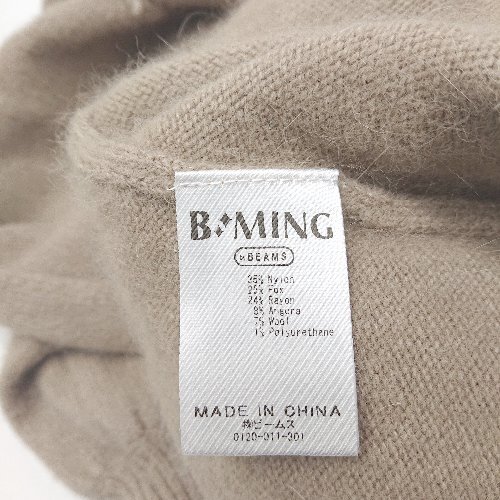 B:MING
by BEAMS
35% Nylon
25% Fox
24% Rayon
8% Angora
7% Wool
1% Polyurethane
MADE IN CHINA
㈱ビームス
0120-011-301